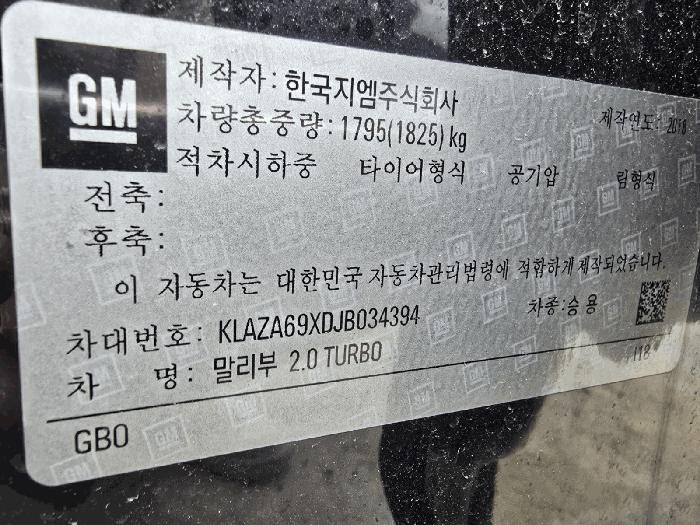 GM
제작자: 한국지엠주식회사
차량총중량: 1795(1825) kg 제작연도: 2018
적차시하중 타이어형식 공기압 림형식
전축:
후축:
이 자동차는 대한민국 자동차관리법령에 적합하게 제작되었습니다.
차대번호: KLAZA69XDJB034394 차종:승용
차 명: 말리부 2.0 TURBO
118
GB0